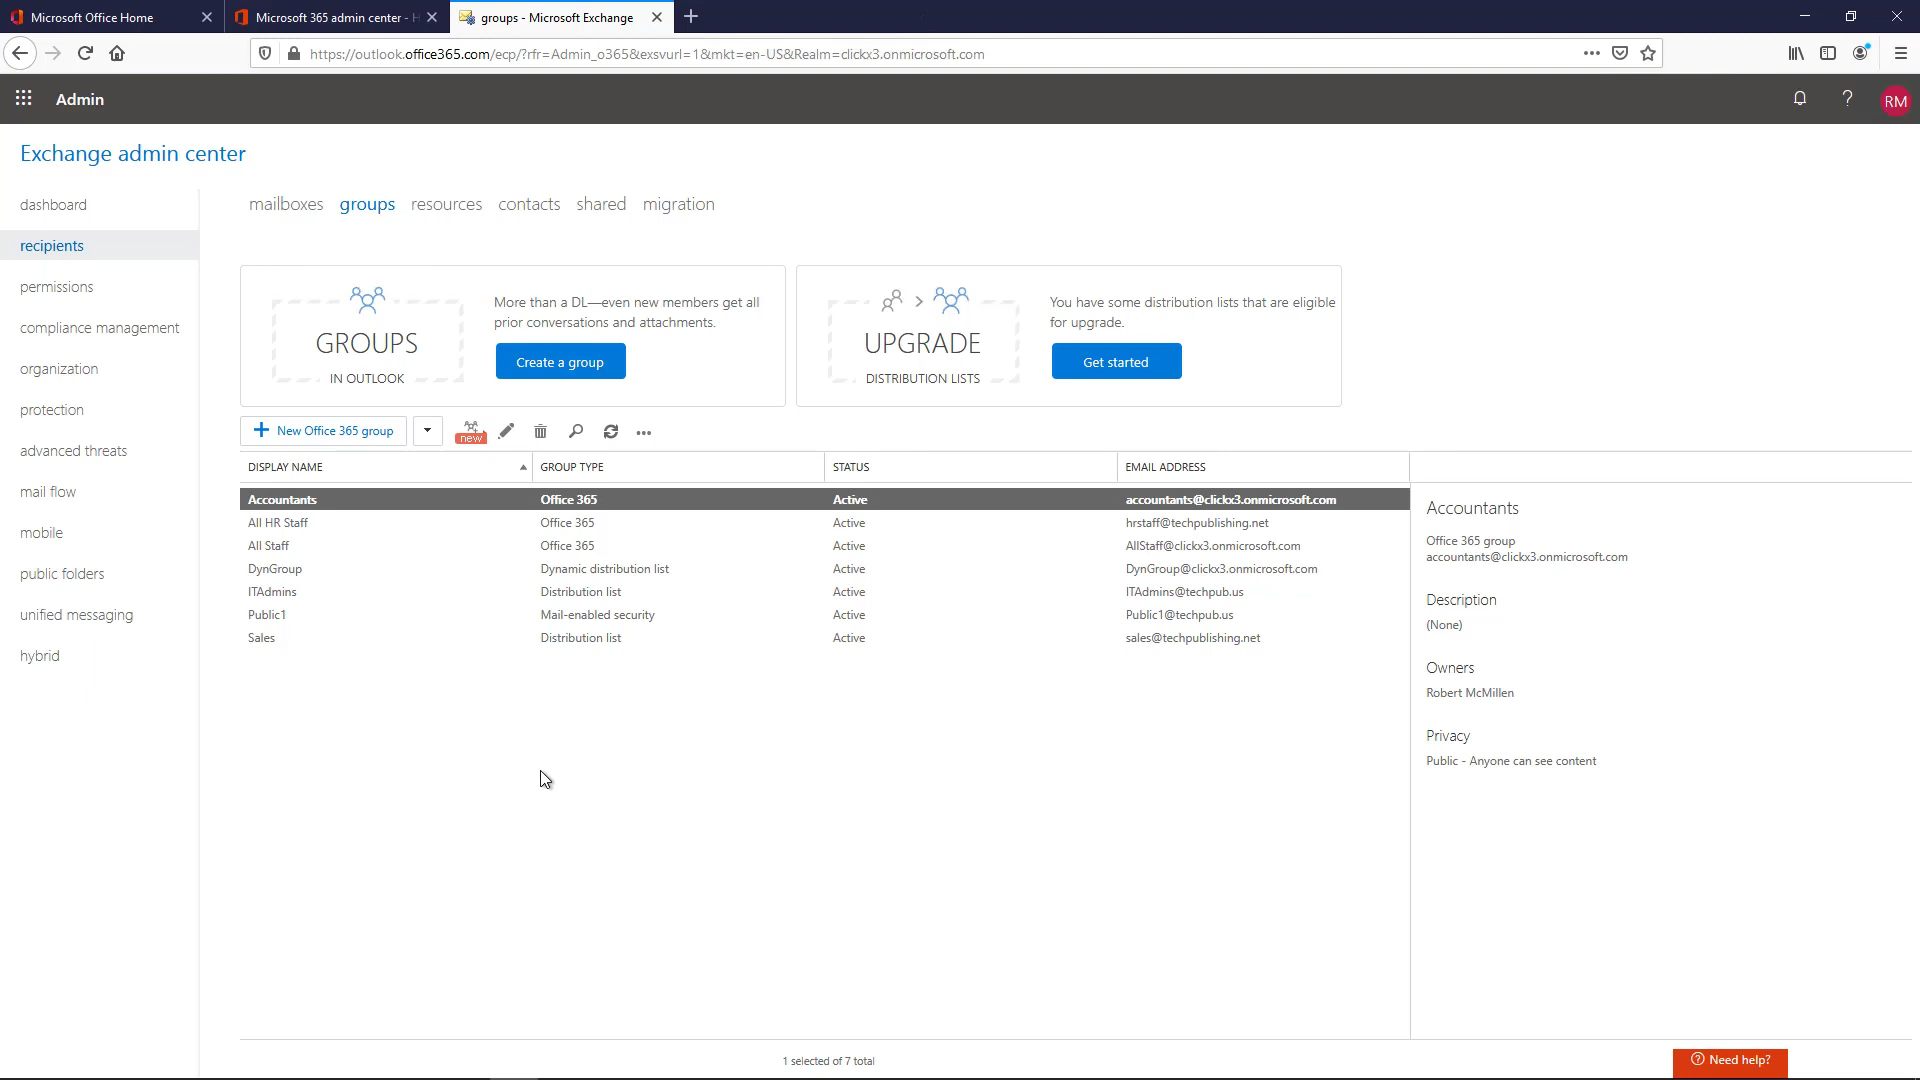 Microsoft Office Home
Microsoft 365 admin center - H
groups - Microsoft Exchange
https://outlook.office365.com/ecp/?rfr=Admin_o365&exsvurl=1&mkt=en-US&Realm=clickx3.onmicrosoft.com
Admin
?
RM
Exchange admin center
dashboard
recipients
permissions
compliance management
organization
protection
advanced threats
mail flow
mobile
public folders
unified messaging
hybrid
mailboxes groups resources contacts shared migration
GROUPS
IN OUTLOOK
More than a DL—even new members get all
prior conversations and attachments.
Create a group
UPGRADE
DISTRIBUTION LISTS
You have some distribution lists that are eligible
for upgrade.
Get started
New Office 365 group
new
DISPLAY NAME GROUP TYPE STATUS EMAIL ADDRESS
Accountants Office 365 Active accountants@clickx3.onmicrosoft.com
All HR Staff Office 365 Active hrstaff@techpublishing.net
All Staff Office 365 Active AllStaff@clickx3.onmicrosoft.com
DynGroup Dynamic distribution list Active DynGroup@clickx3.onmicrosoft.com
ITAdmins Distribution list Active ITAdmins@techpub.us
Public1 Mail-enabled security Active Public1@techpub.us
Sales Distribution list Active sales@techpublishing.net
Accountants
Office 365 group
accountants@clickx3.onmicrosoft.com
Description
(None)
Owners
Robert McMillen
Privacy
Public - Anyone can see content
1 selected of 7 total
Need help?